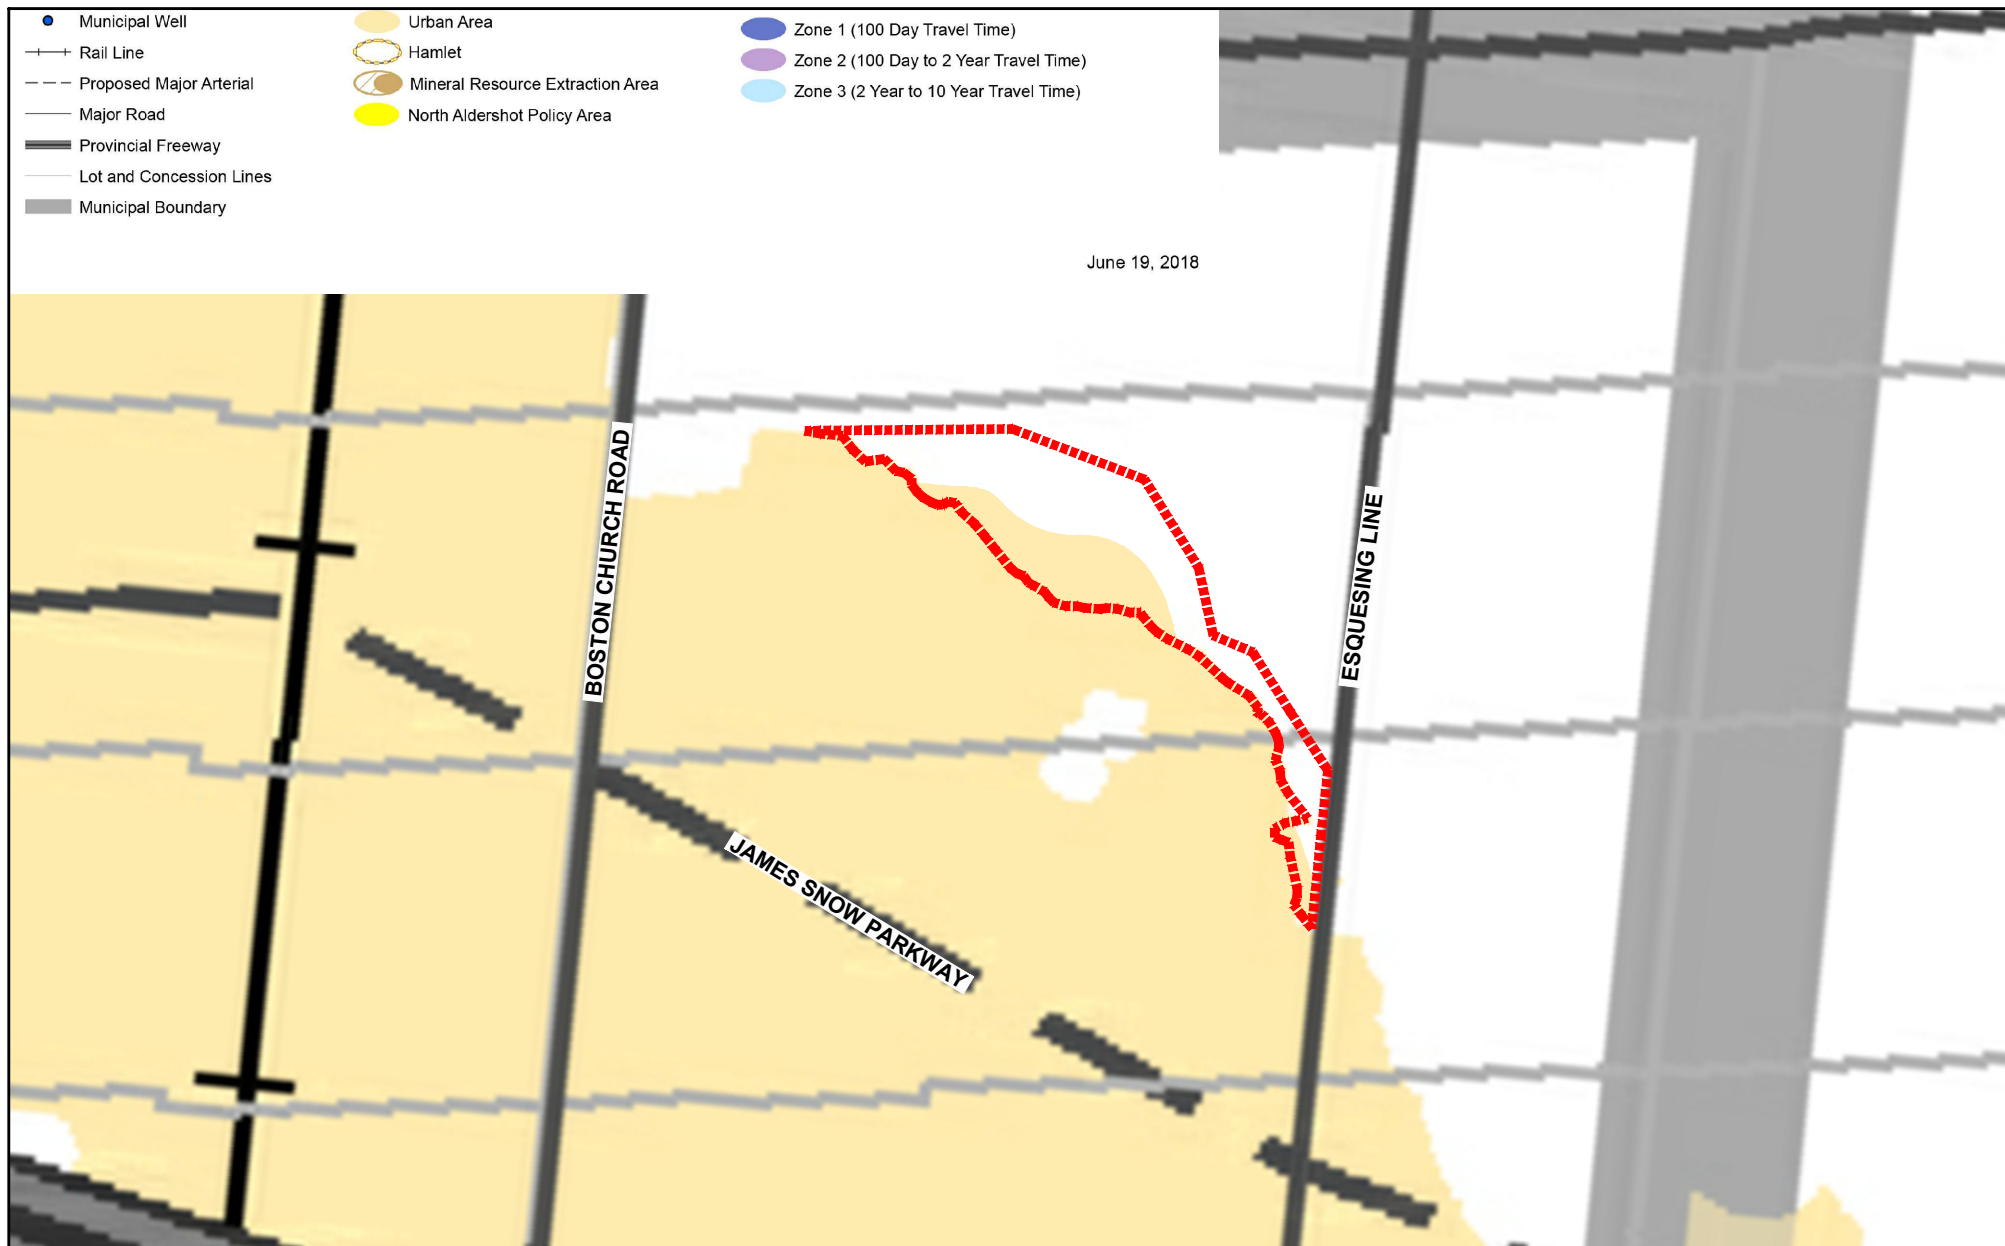 Municipal Well
Rail Line
Proposed Major Arterial
Major Road
Provincial Freeway
Lot and Concession Lines
Municipal Boundary
Urban Area
Hamlet
Mineral Resource Extraction Area
North Aldershot Policy Area
Zone 1 (100 Day Travel Time)
Zone 2 (100 Day to 2 Year Travel Time)
Zone 3 (2 Year to 10 Year Travel Time)
June 19, 2018
BOSTON CHURCH ROAD
ESQUESING LINE
JAMES SNOW PARKWAY